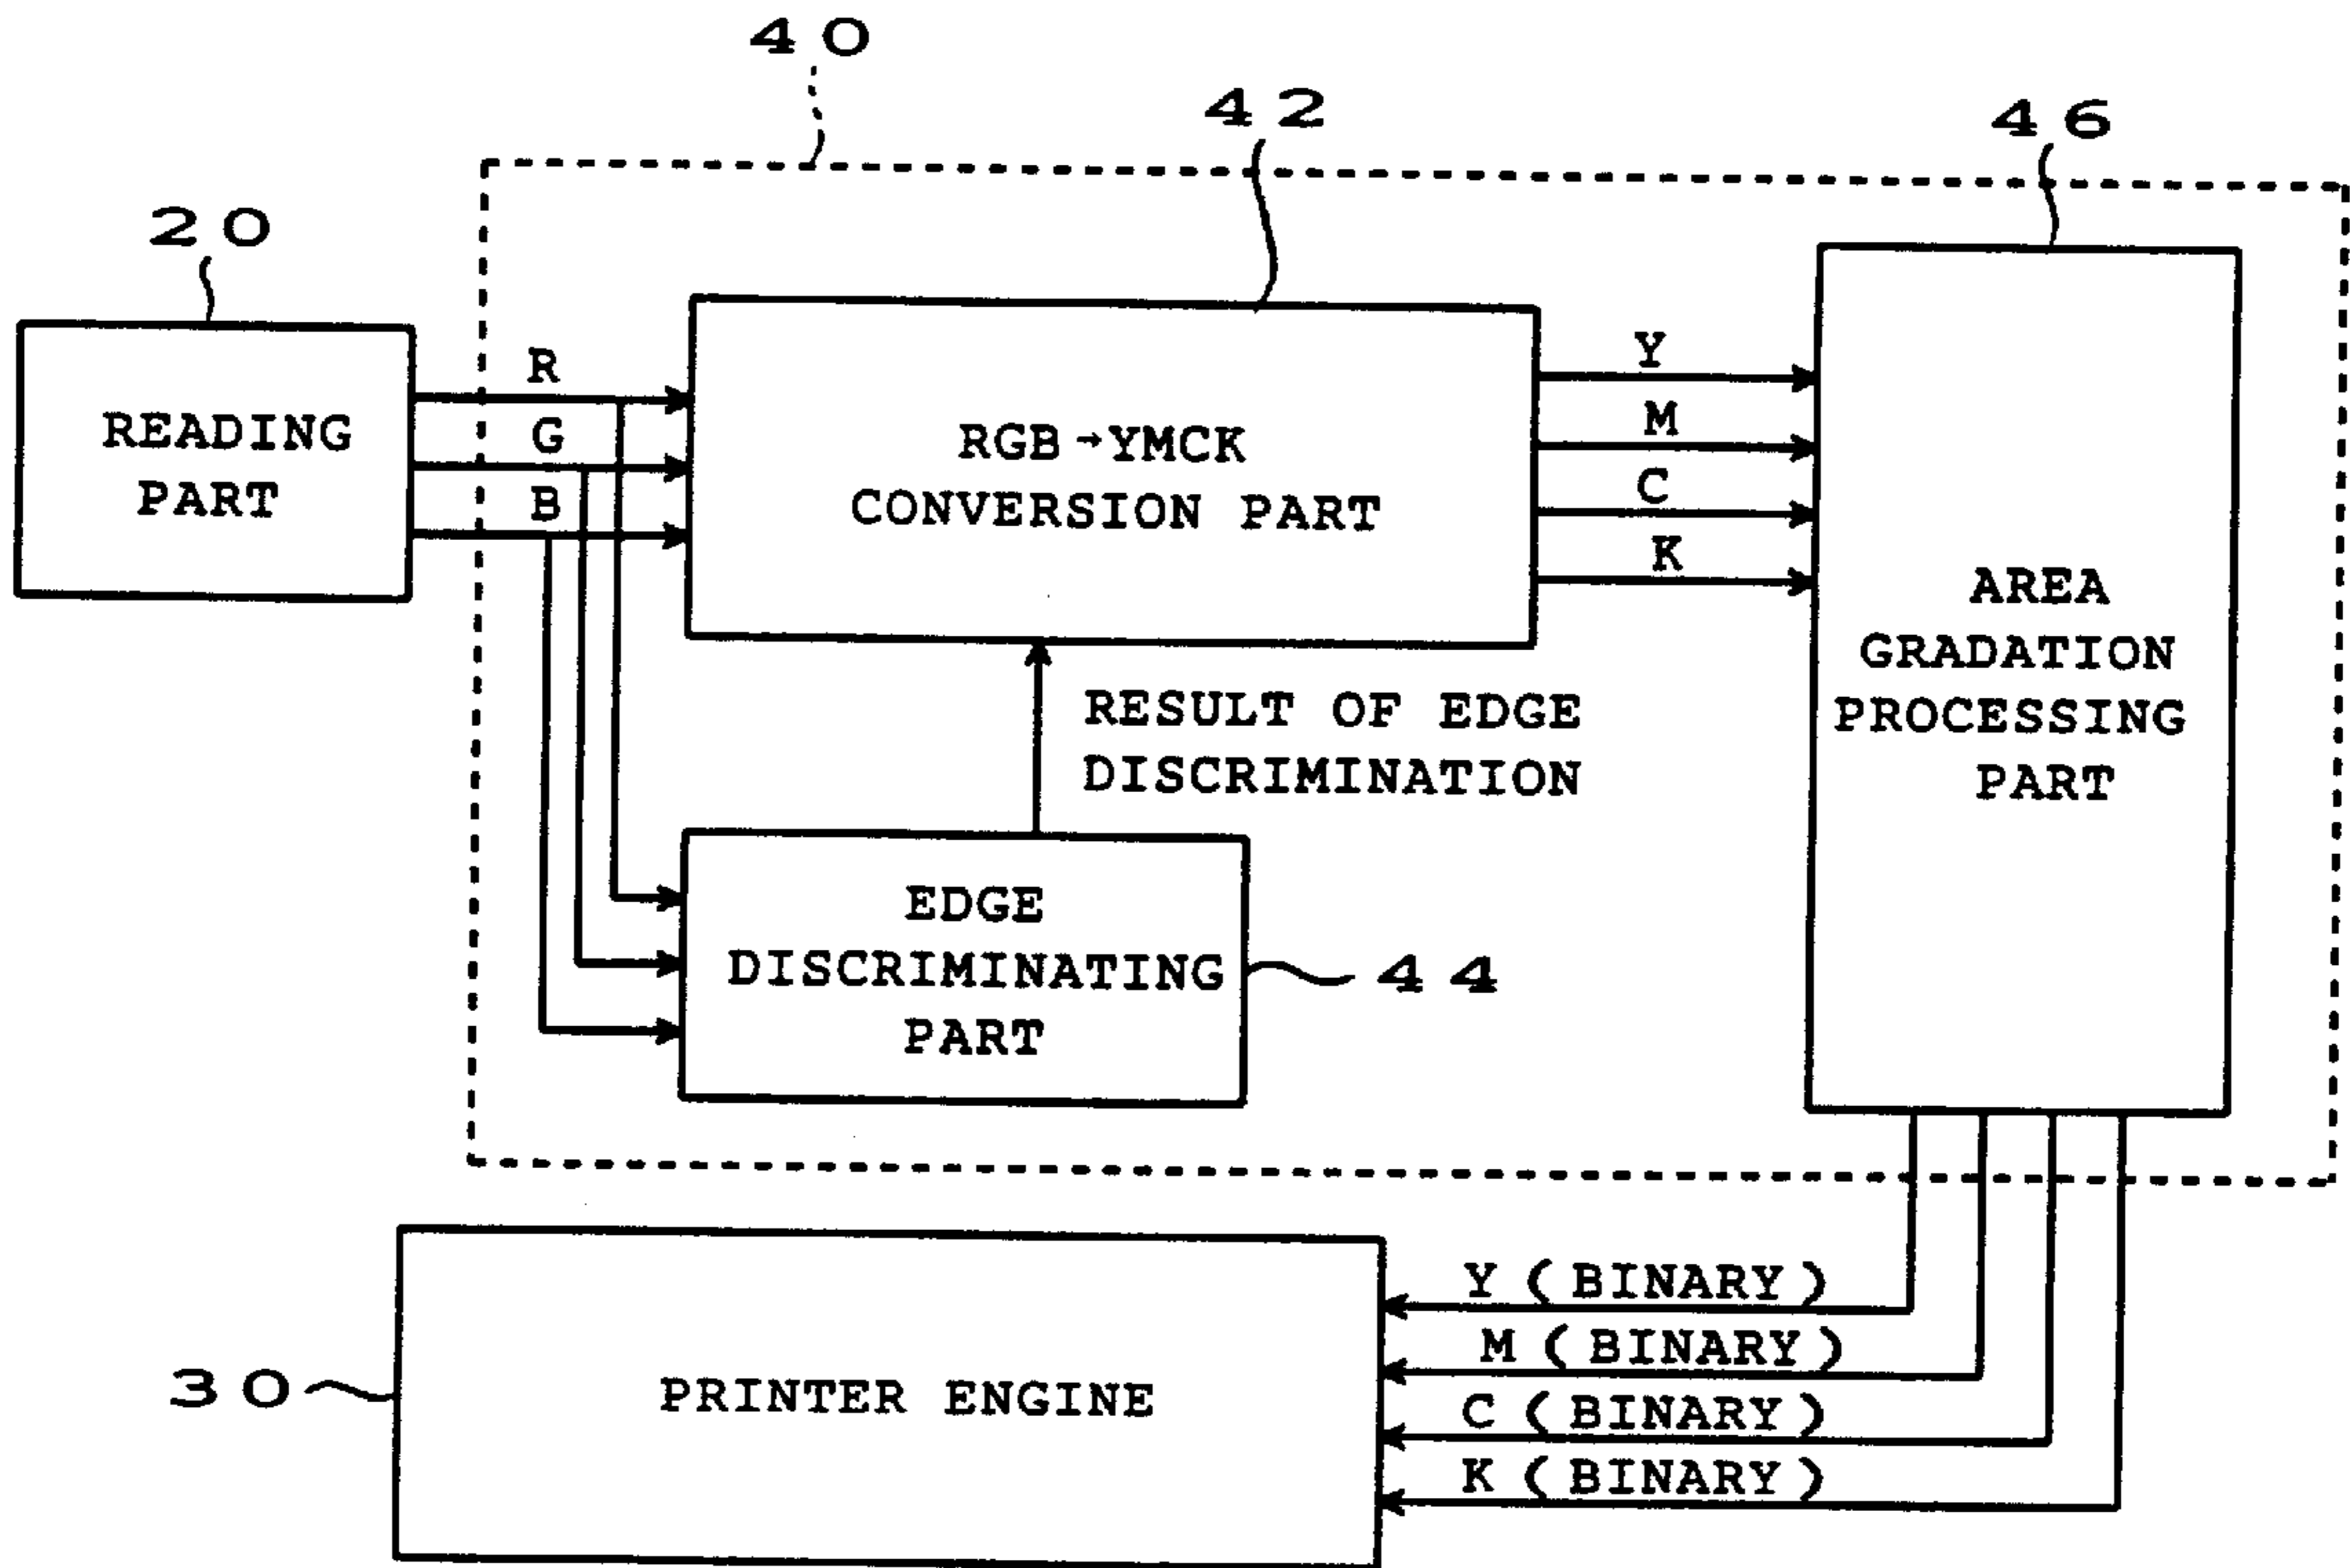 40
42
46
20
READING
PART
R
G
B
RGB→YMCK
CONVERSION PART
Y
M
C
K
AREA
GRADATION
PROCESSING
PART
RESULT OF EDGE
DISCRIMINATION
EDGE
DISCRIMINATING
PART
44
30
PRINTER ENGINE
Y (BINARY)
M (BINARY)
C (BINARY)
K (BINARY)